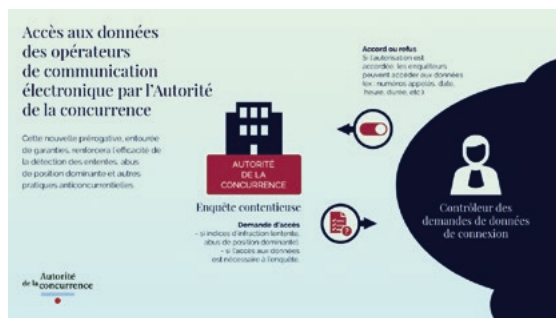 Accès aux données
des opérateurs
de communication
électronique par l'Autorité
de la concurrence
Cette nouvelle prérogative, entourée
de garanties, renforcera l'efficacité de
la détection des ententes, abus
de position dominante et autres
pratiques anticoncurrentielles.
AUTORITÉ
DE LA
CONCURRENCE
Enquête contentieuse
Demande d'accès
- si indices d'infraction (entente,
abus de position dominante),
- si l'accès aux données
est nécessaire à l'enquête.
Accord ou refus
Si l'autorisation est
accordée, les enquêteurs
peuvent accéder aux données
(ex : numéros appelés, date,
heure, durée, etc.)
Contrôleur des
demandes de données
de connexion
Autorité
de la concurrence